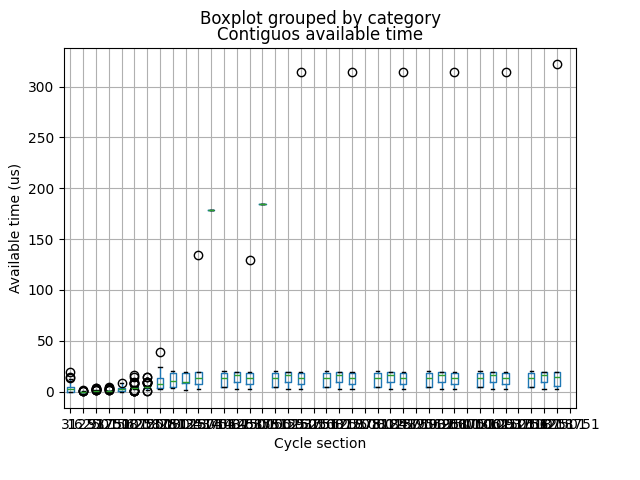 Boxplot grouped by category
Contiguos available time
300
250
200
150
100
50
0
Available time (us)
Cycle section